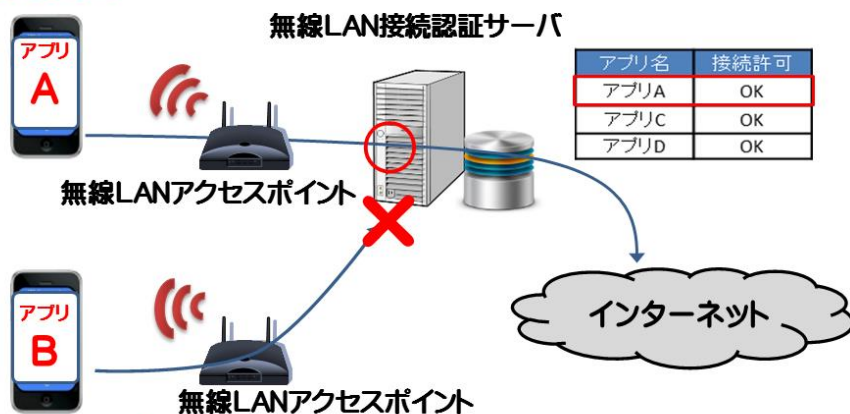 無線LAN接続認証サーバ
アプリ
A
アプリ名 接続許可
アプリA OK
アプリC OK
アプリD OK
無線LANアクセスポイント
インターネット
アプリ
B
無線LANアクセスポイント